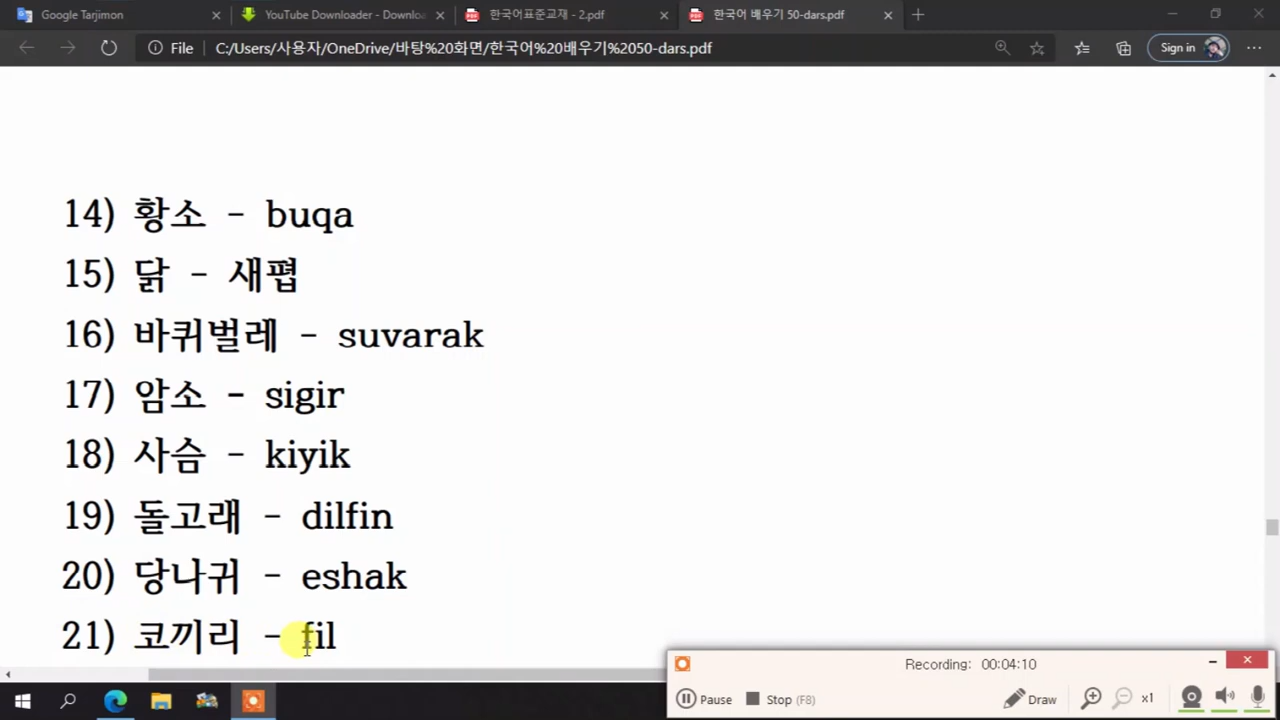 Google Tarjimon
YouTube Downloader - Downloa
한국어표준교재 - 2.pdf
한국어 배우기 50-dars.pdf
File
C:/Users/사용자/OneDrive/바탕%20화면/한국어%20배우기%2050-dars.pdf
Sign in
14) 황소 - buqa
15) 닭 - 새폅
16) 바퀴벌레 - suvarak
17) 암소 - sigir
18) 사슴 - kiyik
19) 돌고래 - dilfin
20) 당나귀 - eshak
21) 코끼리 - fil
Recording: 00:04:10
Pause
Stop (F8)
Draw
x1